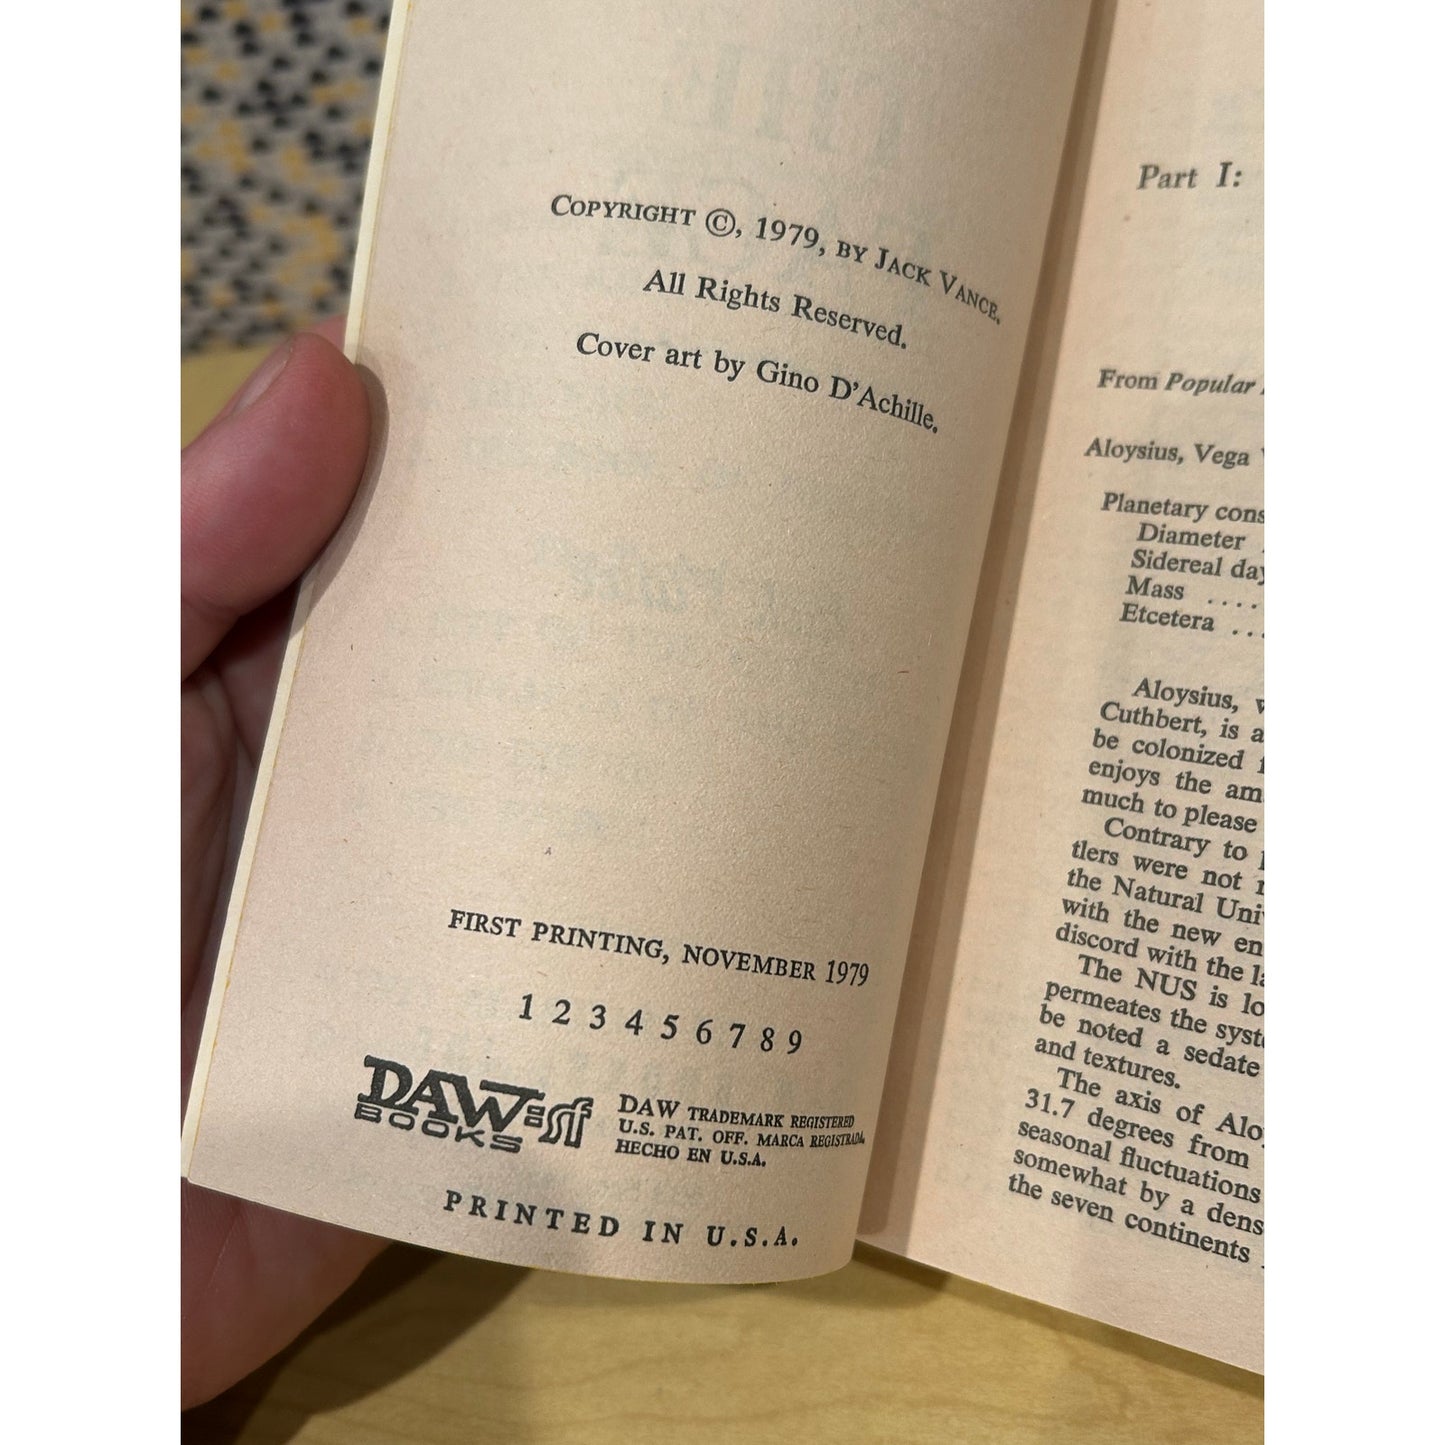 COPYRIGHT ©, 1979, BY JACK VANCE.
All Rights Reserved.
Cover art by Gino D'Achille.
FIRST PRINTING, NOVEMBER 1979
1 2 3 4 5 6 7 8 9
DAW sf
BOOKS
DAW TRADEMARK REGISTERED
U.S. PAT. OFF. MARCA REGISTRADA.
HECHO EN U.S.A.
PRINTED IN U.S.A.
Part I:
From Popular
Aloysius, Vega
Planetary cons
Diameter
Sidereal day
Mass ....
Etcetera ...
Aloysius,
Cuthbert, is a
be colonized
enjoys the am
much to please
Contrary to
tlers were not
the Natural Uni
with the new en
discord with the la
The NUS is lo
permeates the syst
be noted a sedate
and textures.
The axis of Alo
31.7 degrees from
seasonal fluctuations
somewhat by a dens
the seven continents